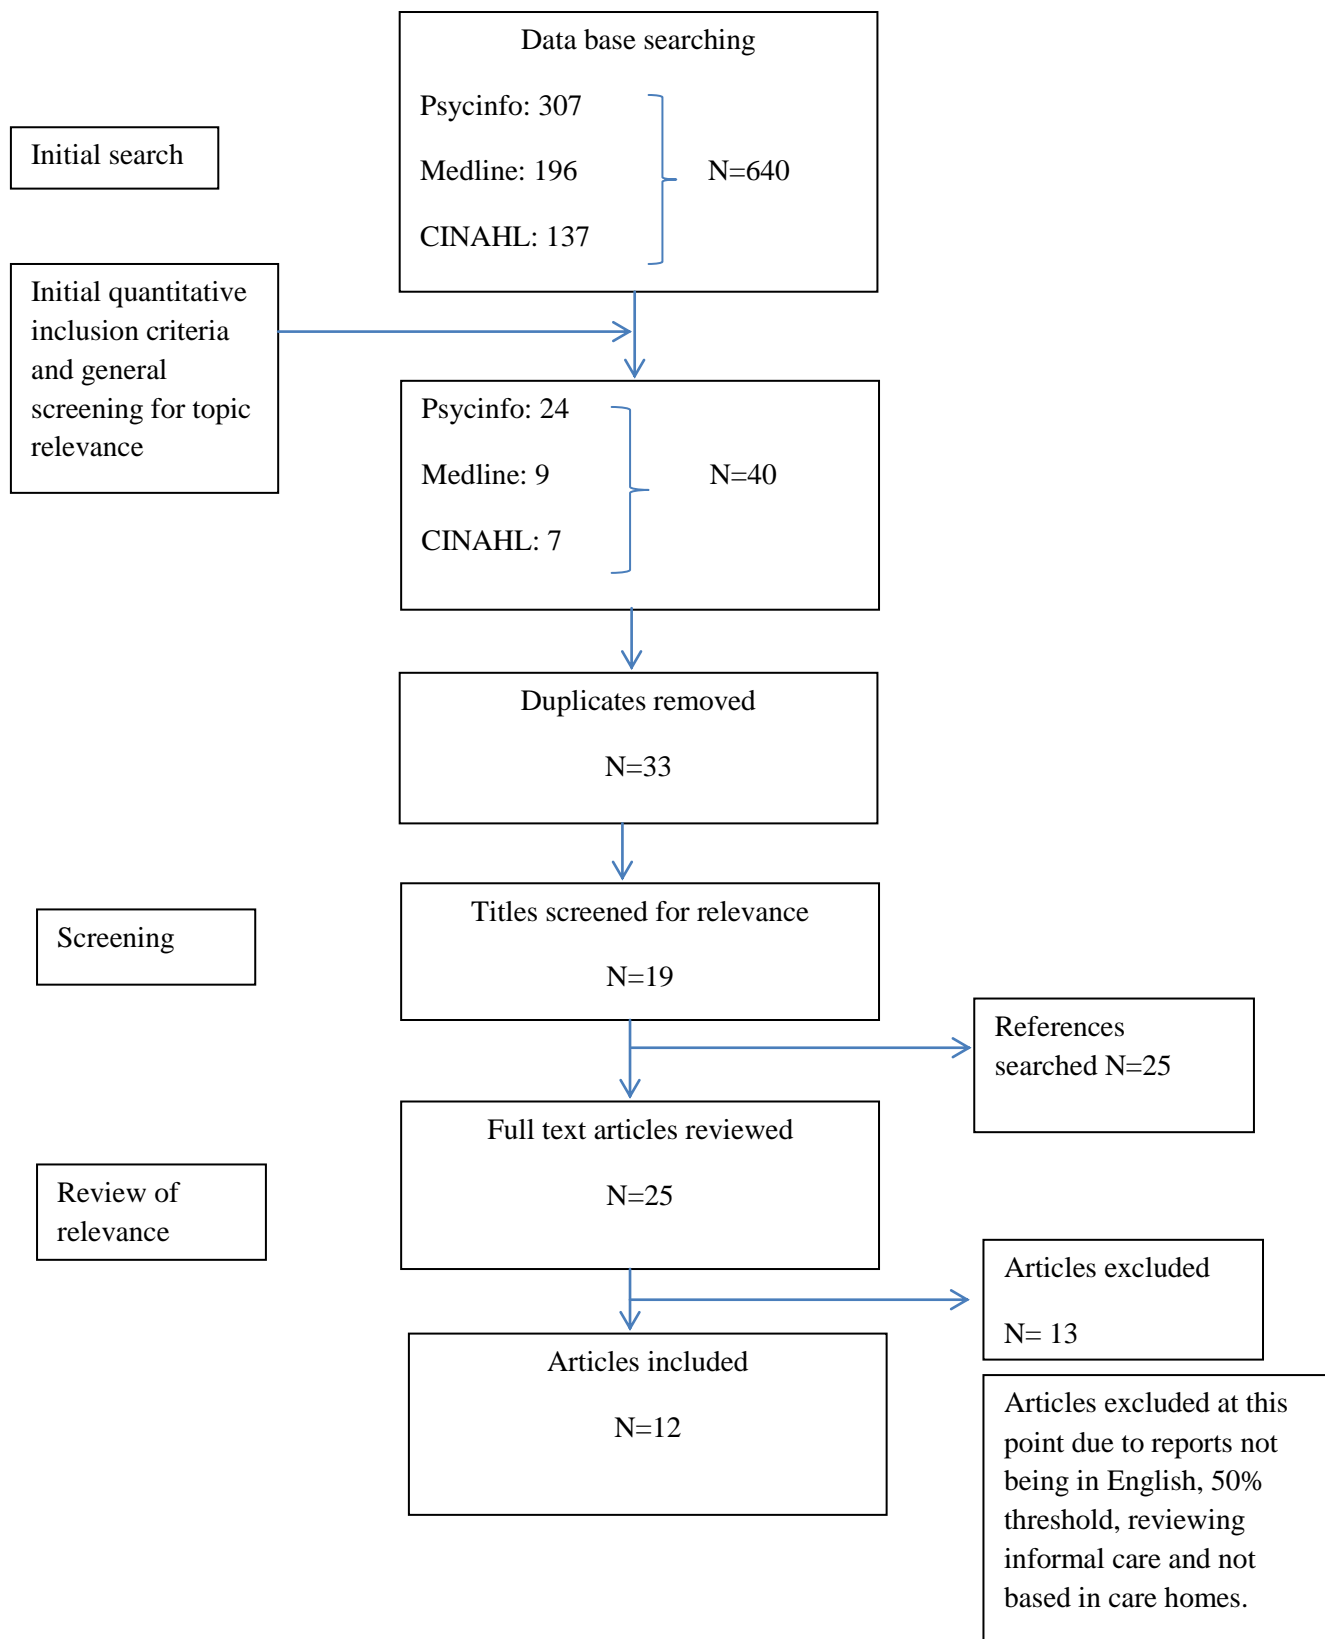 Data base searching
Psycinfo: 307
Initial search
Medline: 196
N=640
CINAHL: 137
Initial quantitative
inclusion criteria
and general
screening for topic
relevance
Psycinfo: 24
Medline: 9
N=40
CINAHL: 7
Duplicates removed
N=33
Titles screened for relevance
N=19
Screening
References
searched N=25
Full text articles reviewed
N=25
Review of
relevance
Articles excluded
N= 13
Articles included
N=12
Articles excluded at this
point due to reports not
being in English, 50%
threshold, reviewing
informal care and not
based in care homes.